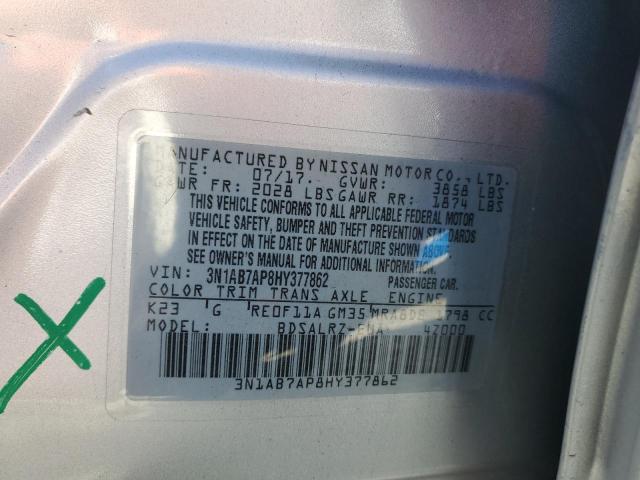 MANUFACTURED BY NISSAN MOTOR CO., LTD.
DATE: 07/17 GVWR: 3858 LBS
GAWR FR: 2028 LBS GAWR RR: 1874 LBS
THIS VEHICLE CONFORMS TO ALL APPLICABLE FEDERAL MOTOR
VEHICLE SAFETY, BUMPER AND THEFT PREVENTION STANDARDS
IN EFFECT ON THE DATE OF MANUFACTURE SHOWN ABOVE.
SEE OWNER'S MANUAL FOR ADDITIONAL INFORMATION.
VIN: 3N1AB7AP8HY377862 PASSENGER CAR.
COLOR TRIM TRANS AXLE ENGINE
K23 G RE0F11A GM35 MRA8DE 1798 CC
MODEL: 42000
3N1AB7AP8HY377862